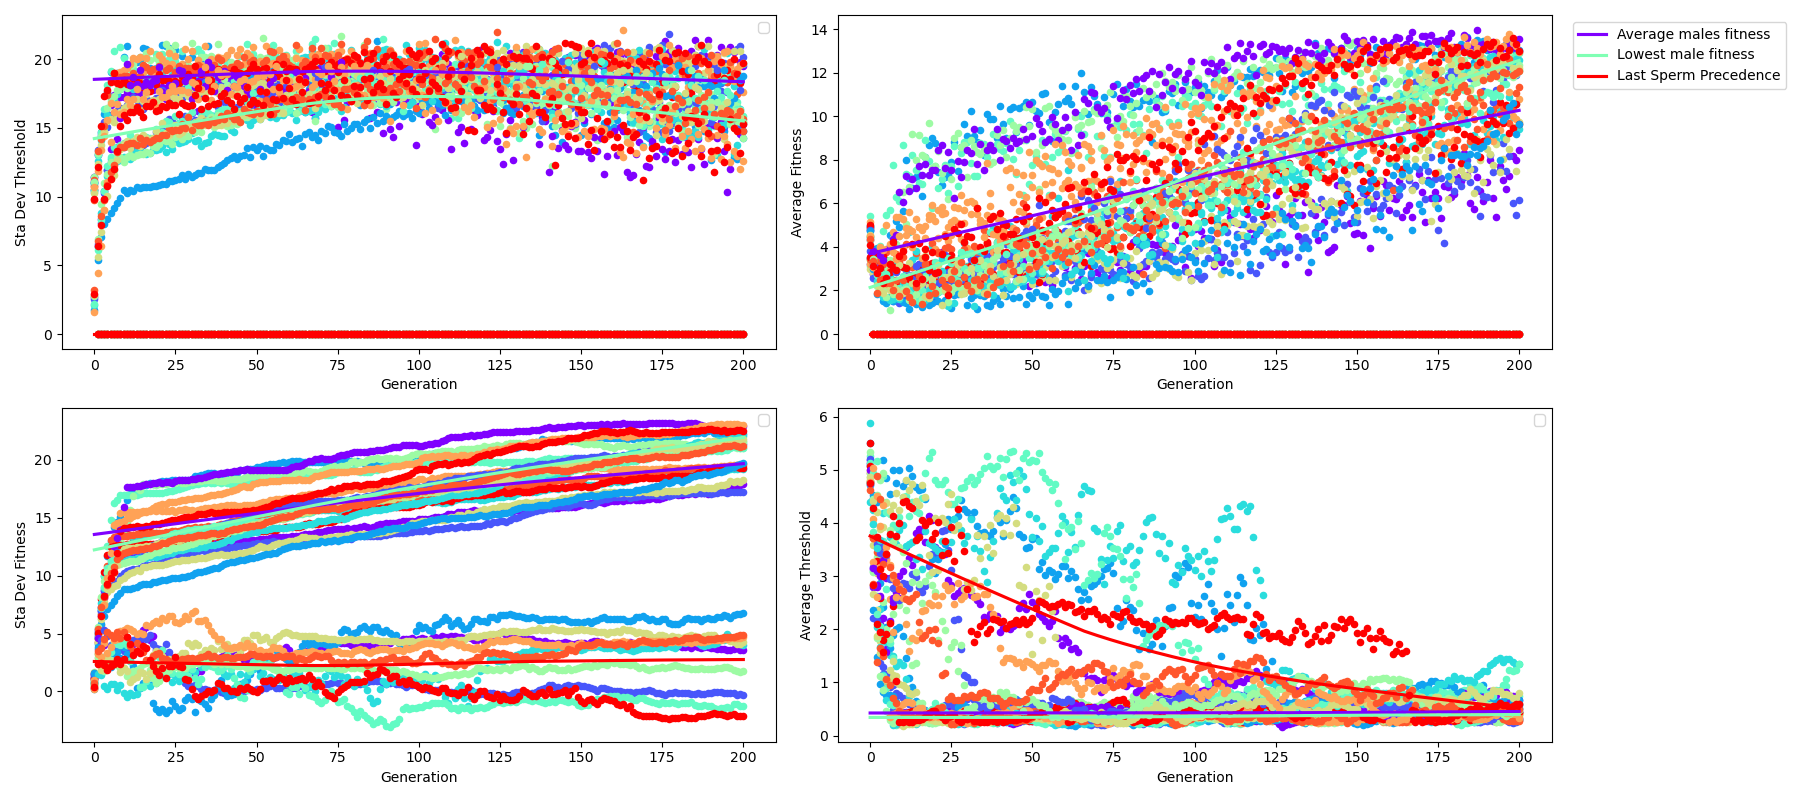 Sta Dev Threshold
20
15
10
5
0
0 25 50 75 100 125 150 175 200
Generation
Average Fitness
14
12
10
8
6
4
2
0
0 25 50 75 100 125 150 175 200
Generation
Average males fitness
Lowest male fitness
Last Sperm Precedence
Sta Dev Fitness
20
15
10
5
0
0 25 50 75 100 125 150 175 200
Generation
Average Threshold
6
5
4
3
2
1
0
0 25 50 75 100 125 150 175 200
Generation